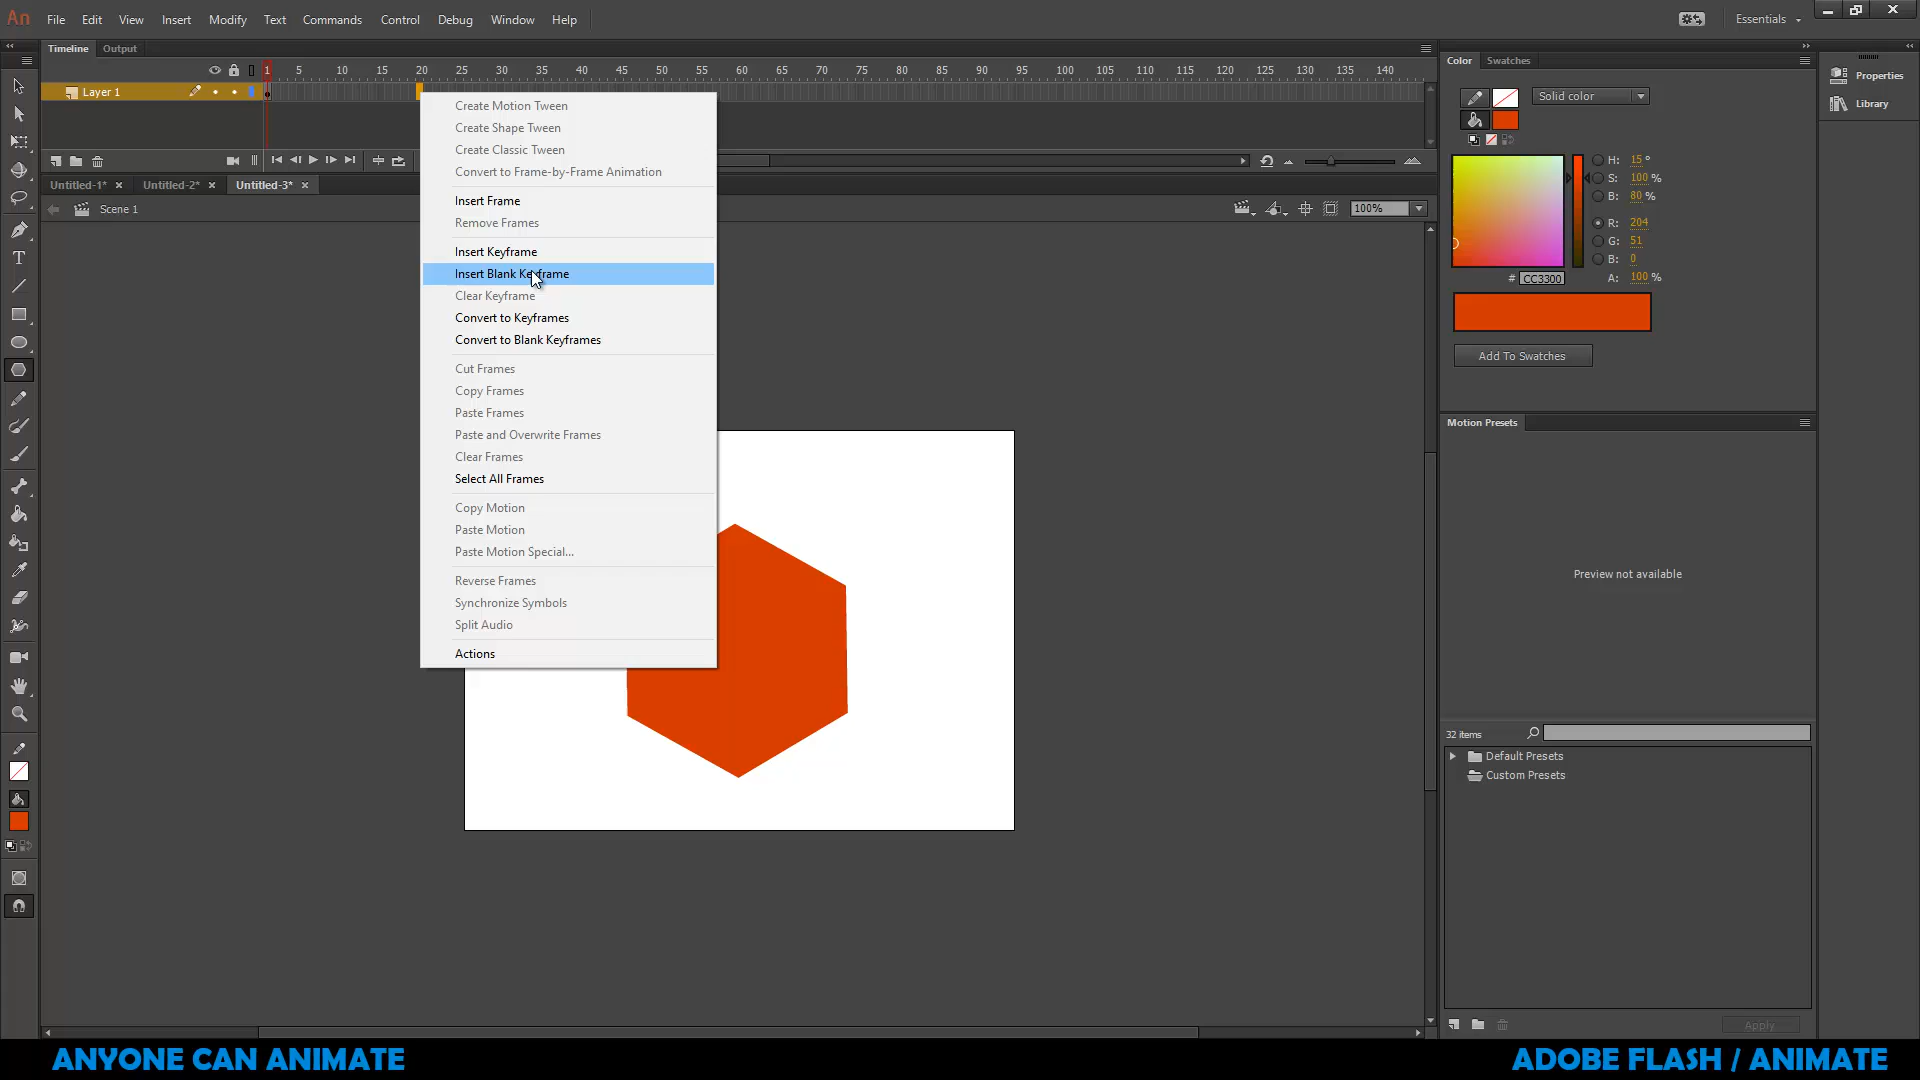 An File Edit View Insert Modify Text Commands Control Debug Window Help Essentials
Timeline Output
1 5 10 15 20 25 30 35 40 45 50 55 60 65 70 75 80 85 90 95 100 105 110 115 120 125 130 135 140
Layer 1
Untitled-1* Untitled-2* Untitled-3*
Scene 1
100%
Create Motion Tween
Create Shape Tween
Create Classic Tween
Convert to Frame-by-Frame Animation
Insert Frame
Remove Frames
Insert Keyframe
Insert Blank Keyframe
Clear Keyframe
Convert to Keyframes
Convert to Blank Keyframes
Cut Frames
Copy Frames
Paste Frames
Paste and Overwrite Frames
Clear Frames
Select All Frames
Copy Motion
Paste Motion
Paste Motion Special...
Reverse Frames
Synchronize Symbols
Split Audio
Actions
Color Swatches
Solid color
H: 15 °
S: 100 %
B: 80 %
R: 204
G: 51
B: 0
# CC3300 A: 100 %
Add To Swatches
Motion Presets
Preview not available
32 items
Default Presets
Custom Presets
Apply
Properties
Library
ANYONE CAN ANIMATE
ADOBE FLASH / ANIMATE